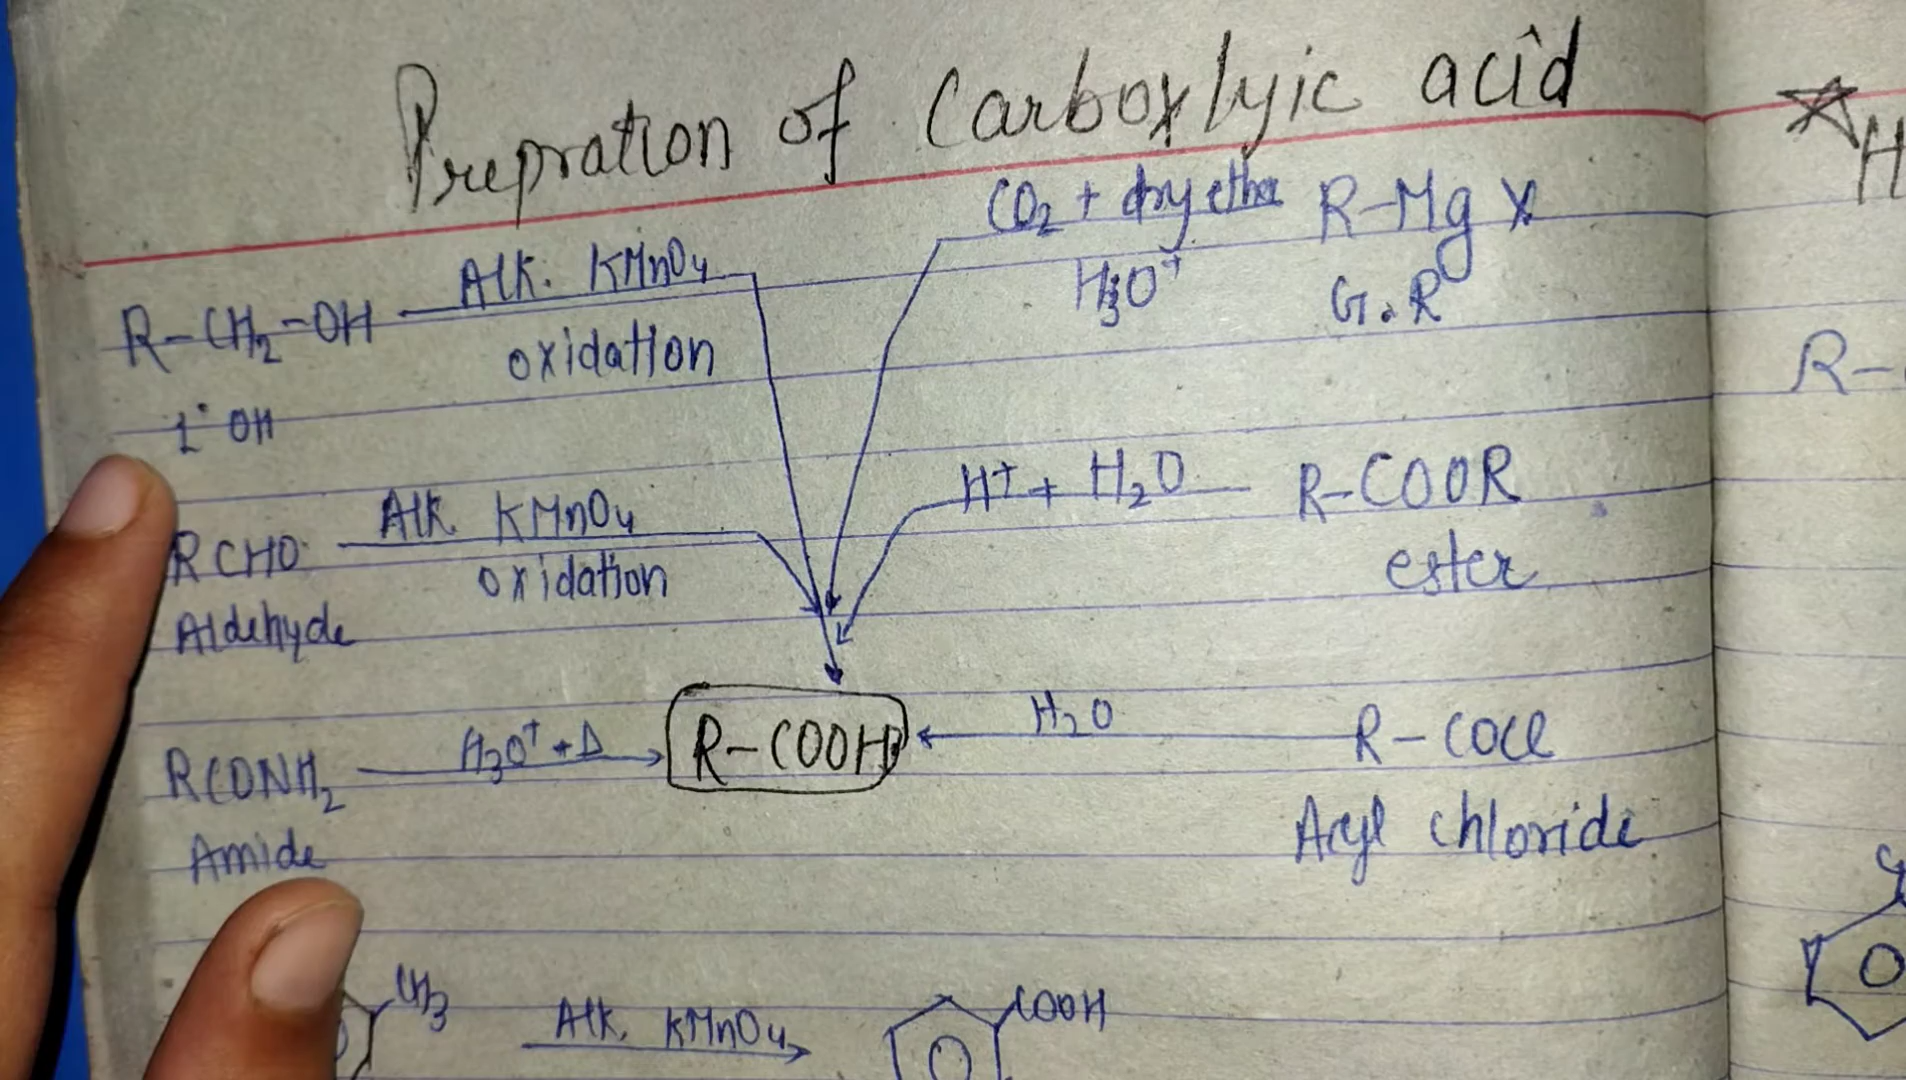 Prepration of Carboxlyic acid
CO2 + dry ether R-Mg X
H3O+ G.R
R-CH2-OH Alk. KMnO4
oxidation
1° OH
H+ + H2O R-COOR
ester
RCHO Alk KMnO4
oxidation
Aldehyde
RCONH2 H3O+ + Δ R-COOH H2O R-COCl
Amide
Acyl chloride
CH3 Alk. KMnO4 COOH
H
R-